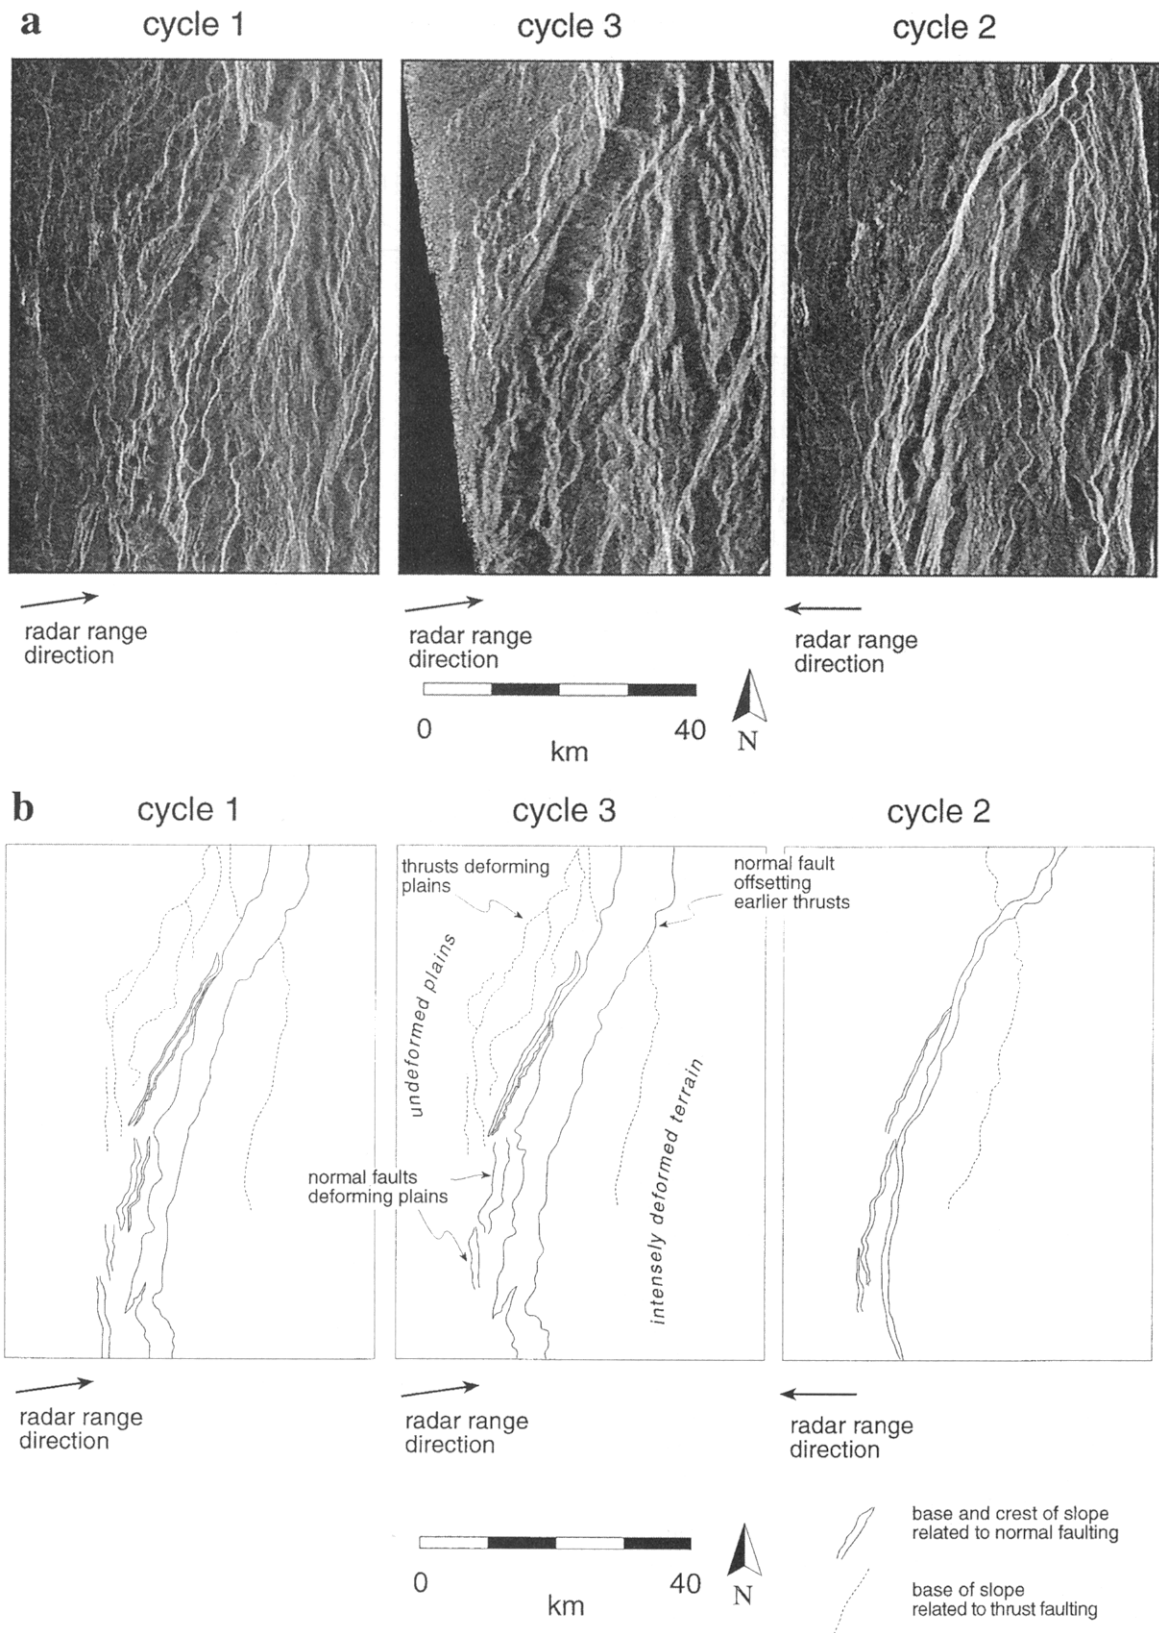 a
cycle 1
cycle 3
cycle 2
radar range
direction
radar range
direction
radar range
direction
0
40
km
N
b
cycle 1
cycle 3
cycle 2
thrusts deforming
plains
normal fault
offsetting
earlier thrusts
undeformed plains
intensely deformed terrain
normal faults
deforming plains
radar range
direction
radar range
direction
radar range
direction
0
40
km
N
base and crest of slope
related to normal faulting
base of slope
related to thrust faulting